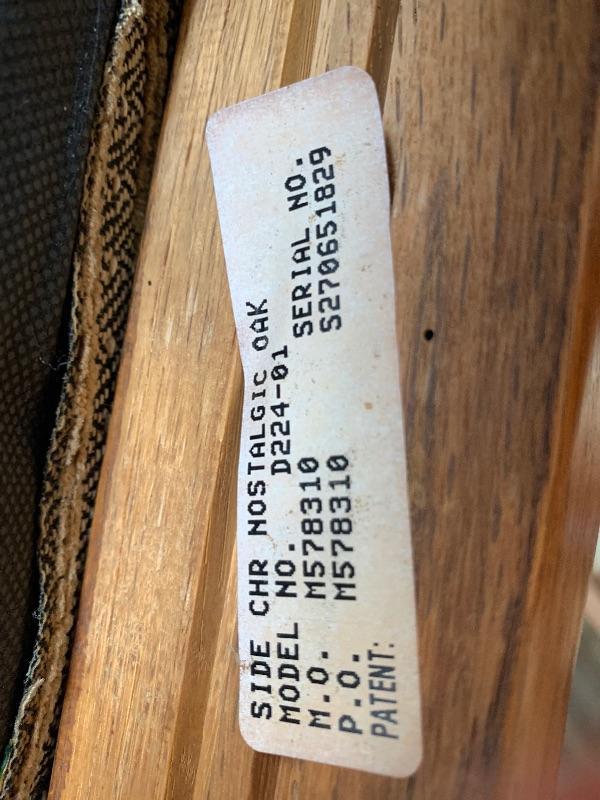 SIDE CHR NOSTALGIC OAK
MODEL NO. D224-01
M.O. M578310 SERIAL NO.
P.O. M578310 S270651829
PATENT: